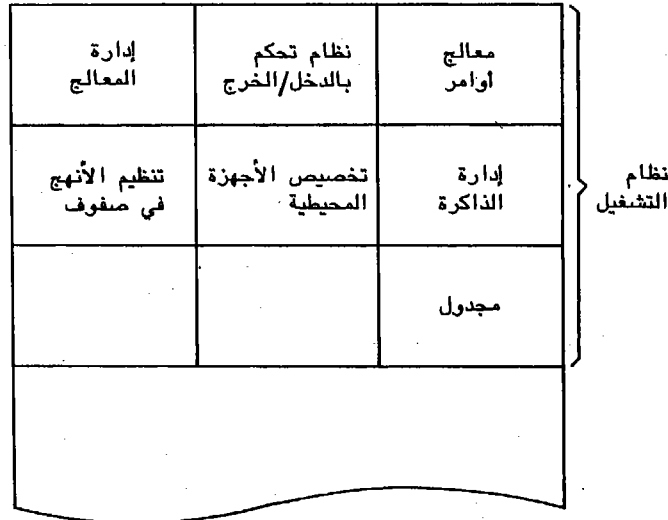 معالج
أوامر
نظام تحكم
بالدخل/الخرج
إدارة
المعالج
إدارة
الذاكرة
تخصيص الأجهزة
المحيطية
تنظيم الأنهج
في صفوف
مجدول
نظام
التشغيل